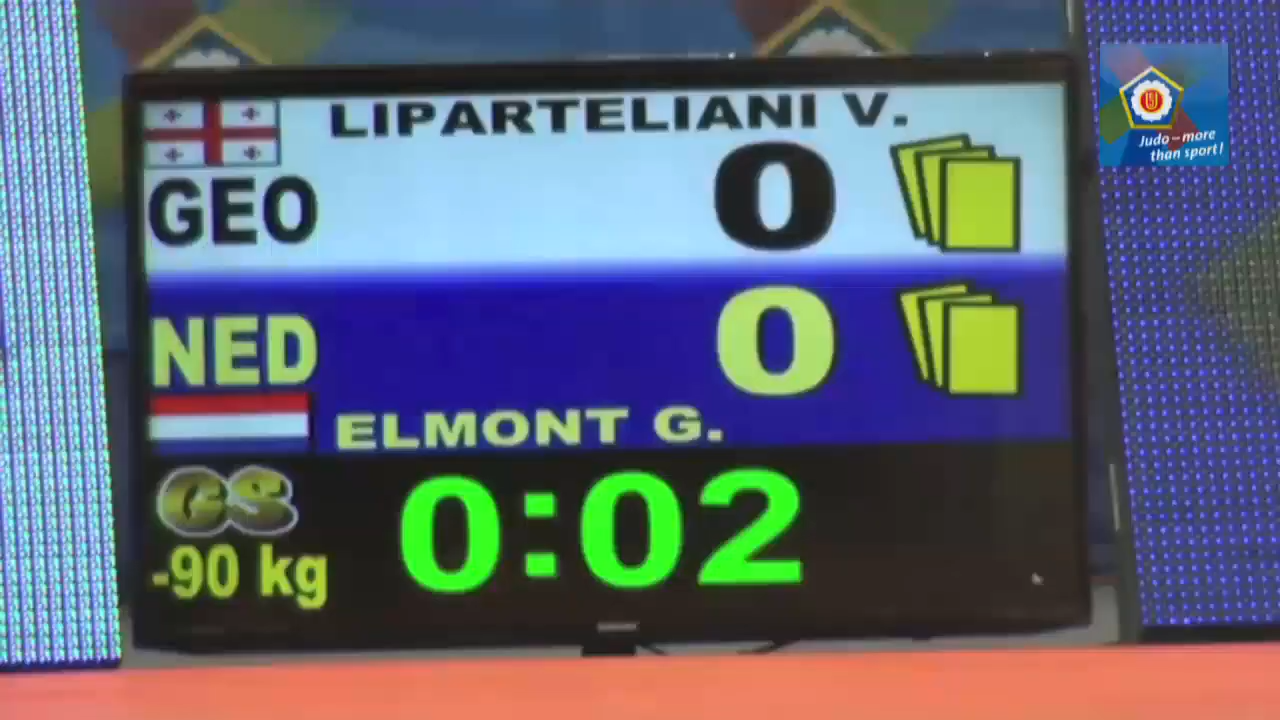 LIPARTELIANI V.
GEO 0
NED 0
ELMONT G.
GS 0:02
-90 kg
Judo – more
than sport!